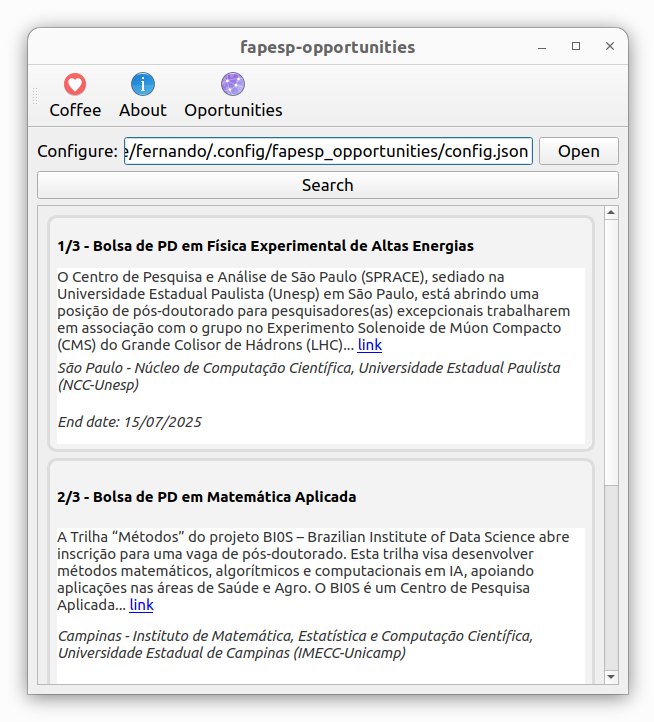 fapesp-opportunities
Coffee About Oportunities
Configure: e/fernando/.config/fapesp_opportunities/config.json Open
Search
1/3 - Bolsa de PD em Física Experimental de Altas Energias
O Centro de Pesquisa e Análise de São Paulo (SPRACE), sediado na
Universidade Estadual Paulista (Unesp) em São Paulo, está abrindo uma
posição de pós-doutorado para pesquisadores(as) excepcionais trabalharem
em associação com o grupo no Experimento Solenoide de Múon Compacto
(CMS) do Grande Colisor de Hádrons (LHC)... link
São Paulo - Núcleo de Computação Científica, Universidade Estadual Paulista
(NCC-Unesp)
End date: 15/07/2025
2/3 - Bolsa de PD em Matemática Aplicada
A Trilha “Métodos” do projeto BI0S – Brazilian Institute of Data Science abre
inscrição para uma vaga de pós-doutorado. Esta trilha visa desenvolver
métodos matemáticos, algorítmicos e computacionais em IA, apoiando
aplicações nas áreas de Saúde e Agro. O BI0S é um Centro de Pesquisa
Aplicada... link
Campinas - Instituto de Matemática, Estatística e Computação Científica,
Universidade Estadual de Campinas (IMECC-Unicamp)